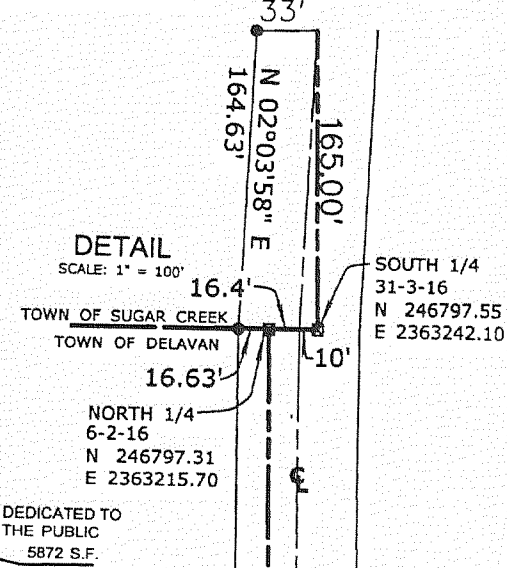 33'
N 02°03'58" E
164.63'
165.00'
DETAIL
SCALE: 1" = 100'
16.4'
SOUTH 1/4
31-3-16
N 246797.55
E 2363242.10
TOWN OF SUGAR CREEK
TOWN OF DELAVAN
10'
16.63'
NORTH 1/4
6-2-16
N 246797.31
E 2363215.70
℄
DEDICATED TO
THE PUBLIC
5872 S.F.